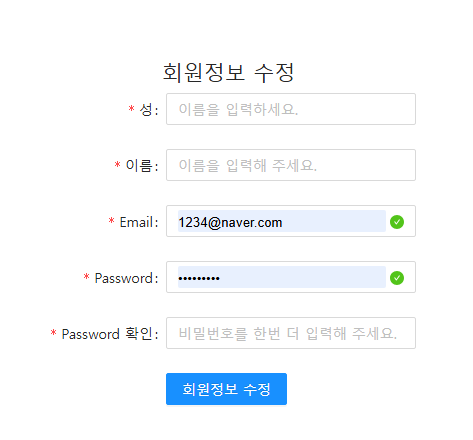 회원정보 수정
* 성: 이름을 입력하세요.
* 이름: 이름을 입력해 주세요.
* Email: 1234@naver.com
* Password: •••••••••
* Password 확인: 비밀번호를 한번 더 입력해 주세요.
회원정보 수정